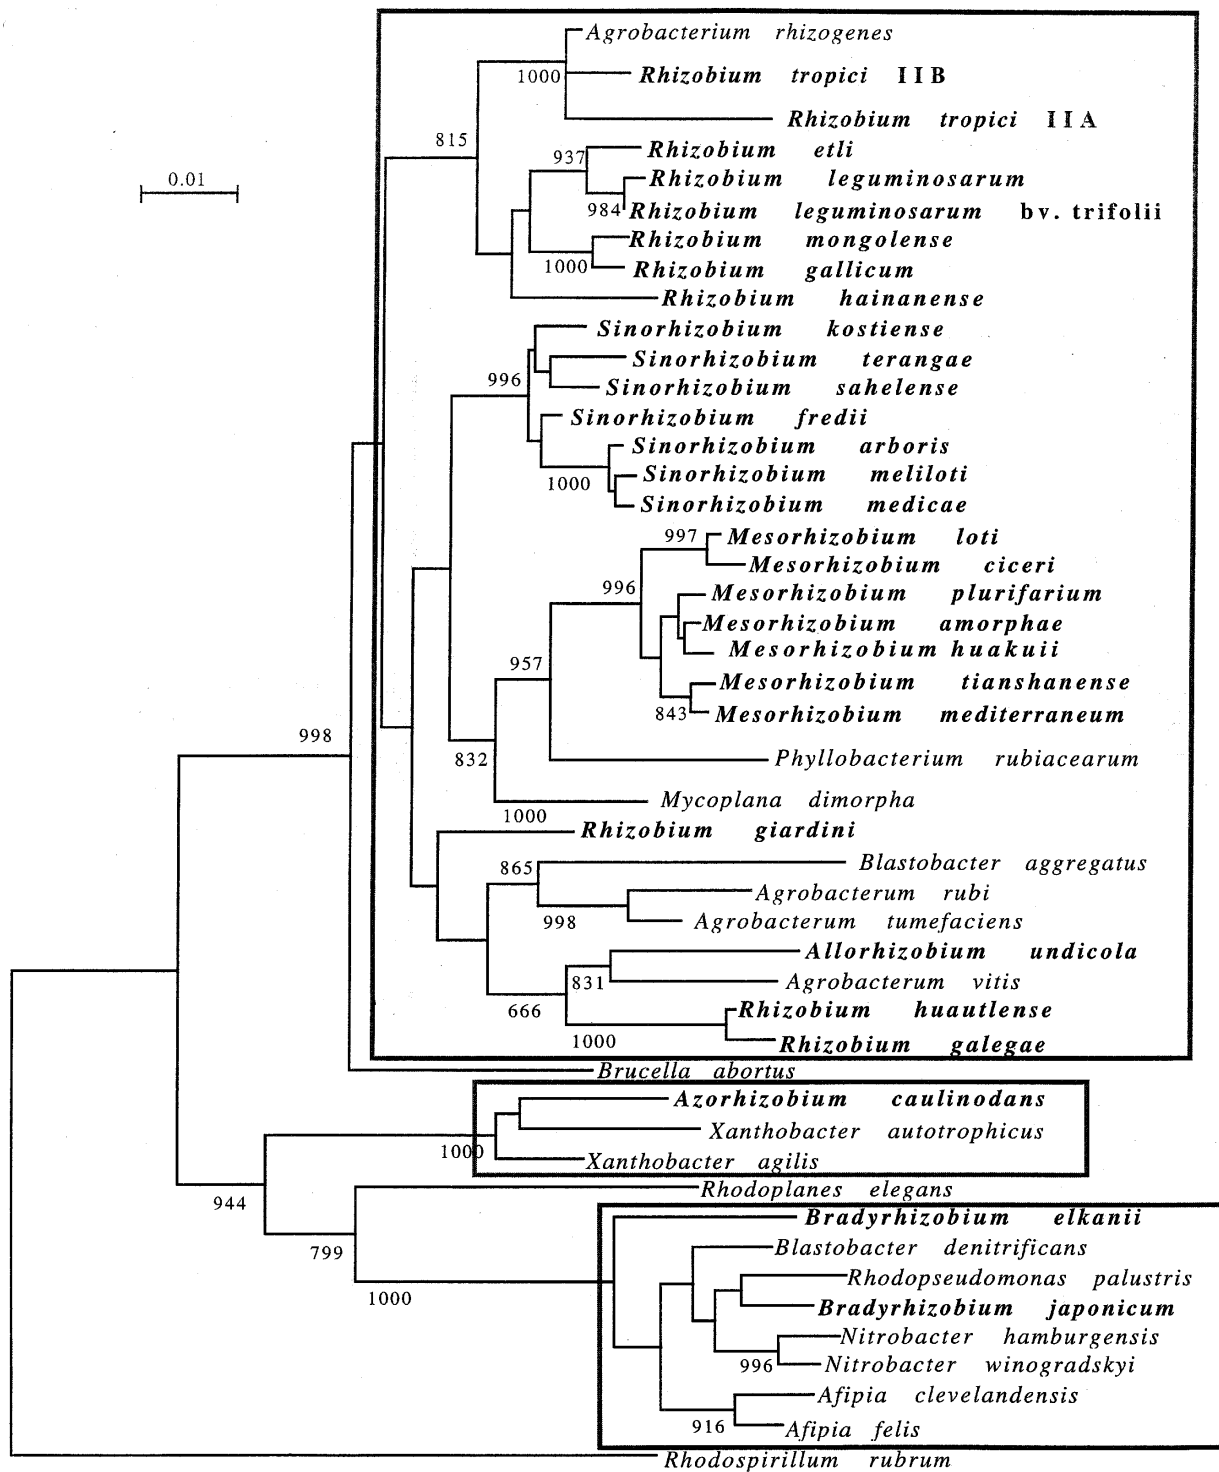 Agrobacterium rhizogenes
1000
Rhizobium tropici IIB
Rhizobium tropici IIA
815
937
Rhizobium etli
0.01
Rhizobium leguminosarum
984
Rhizobium leguminosarum bv. trifolii
Rhizobium mongolense
1000
Rhizobium gallicum
Rhizobium hainanense
Sinorhizobium kostiense
Sinorhizobium terangae
996
Sinorhizobium sahelense
Sinorhizobium fredii
Sinorhizobium arboris
Sinorhizobium meliloti
1000
Sinorhizobium medicae
997
Mesorhizobium loti
Mesorhizobium ciceri
996
Mesorhizobium plurifarium
Mesorhizobium amorphae
Mesorhizobium huakuii
957
Mesorhizobium tianshanense
843
Mesorhizobium mediterraneum
998
832
Phyllobacterium rubiacearum
Mycoplana dimorpha
1000
Rhizobium giardini
865
Blastobacter aggregatus
Agrobacterum rubi
998
Agrobacterum tumefaciens
Allorhizobium undicola
831
Agrobacterum vitis
666
Rhizobium huautlense
1000
Rhizobium galegae
Brucella abortus
Azorhizobium caulinodans
Xanthobacter autotrophicus
1000
Xanthobacter agilis
Rhodoplanes elegans
944
Bradyrhizobium elkanii
799
Blastobacter denitrificans
Rhodopseudomonas palustris
1000
Bradyrhizobium japonicum
Nitrobacter hamburgensis
996
Nitrobacter winogradskyi
Afipia clevelandensis
916
Afipia felis
Rhodospirillum rubrum